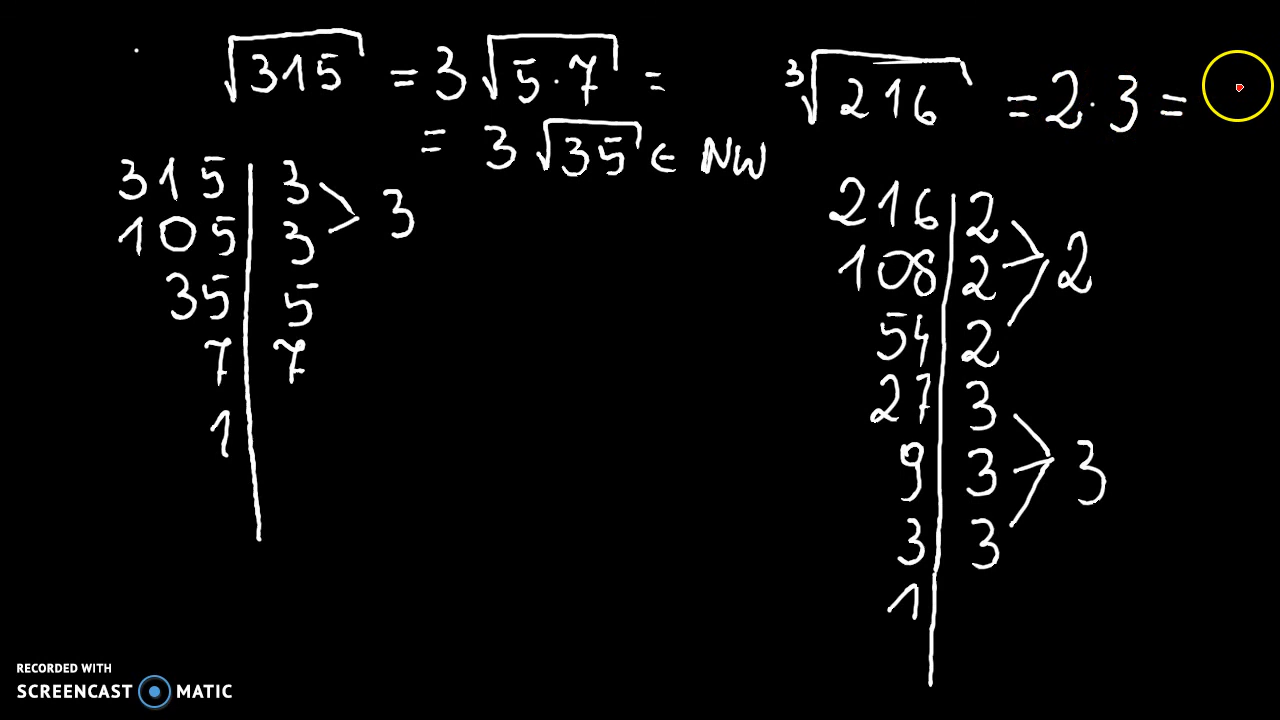 √315 = 3√5·7 =
= 3√35 ∈ NW
315 | 3 > 3
105 | 3
35 | 5
7 | 7
1 |
³√216 = 2·3 =
216 | 2
108 | 2 > 2
54 | 2
27 | 3
9 | 3 > 3
3 | 3
1 |
RECORDED WITH
SCREENCAST MATIC